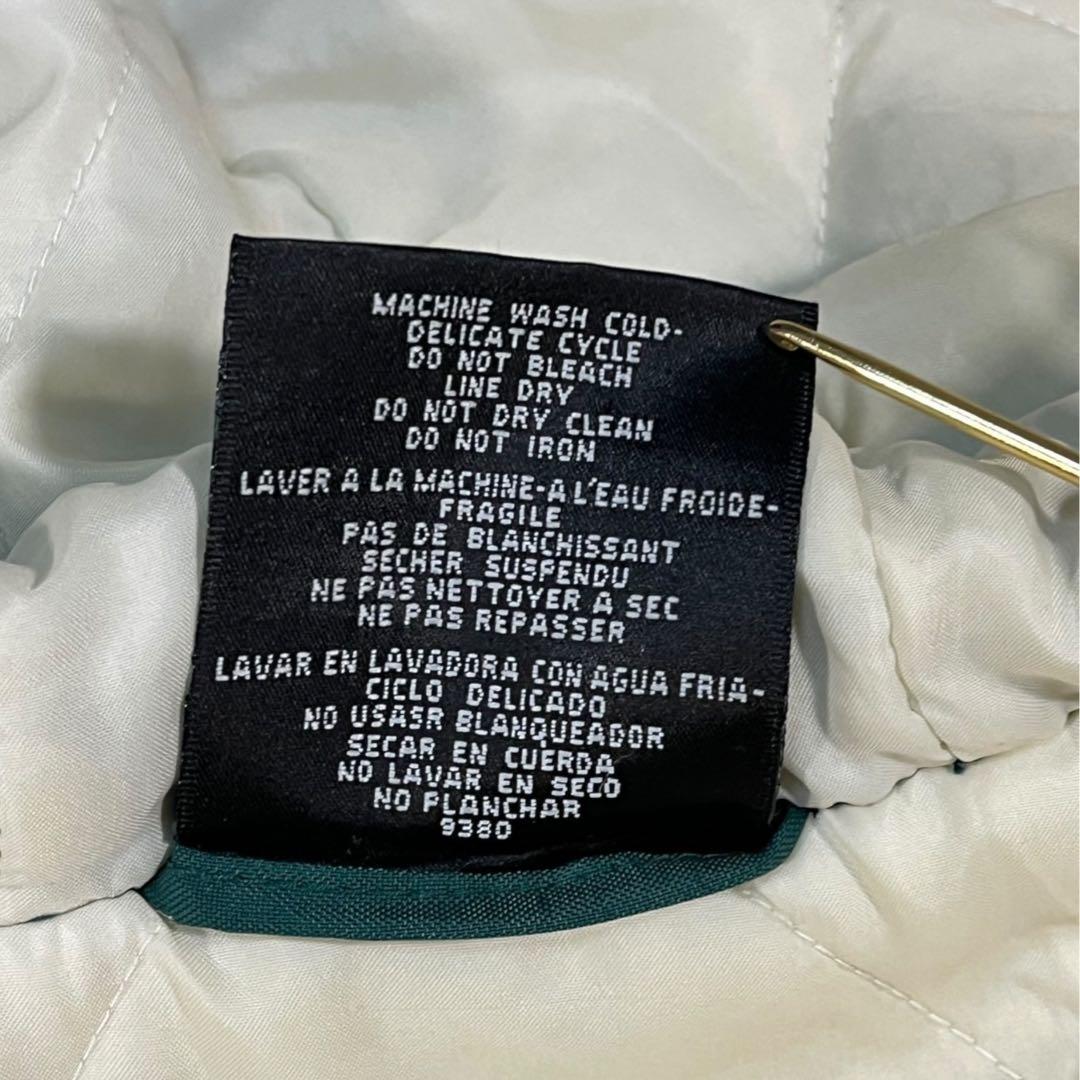 MACHINE WASH COLD-
DELICATE CYCLE
DO NOT BLEACH
LINE DRY
DO NOT DRY CLEAN
DO NOT IRON
LAVER A LA MACHINE-A L'EAU FROIDE-
FRAGILE
PAS DE BLANCHISSANT
SECHER SUSPENDU
NE PAS NETTOYER A SEC
NE PAS REPASSER
LAVAR EN LAVADORA CON AGUA FRIA-
CICLO DELICADO
NO USASR BLANQUEADOR
SECAR EN CUERDA
NO LAVAR EN SECO
NO PLANCHAR
9380